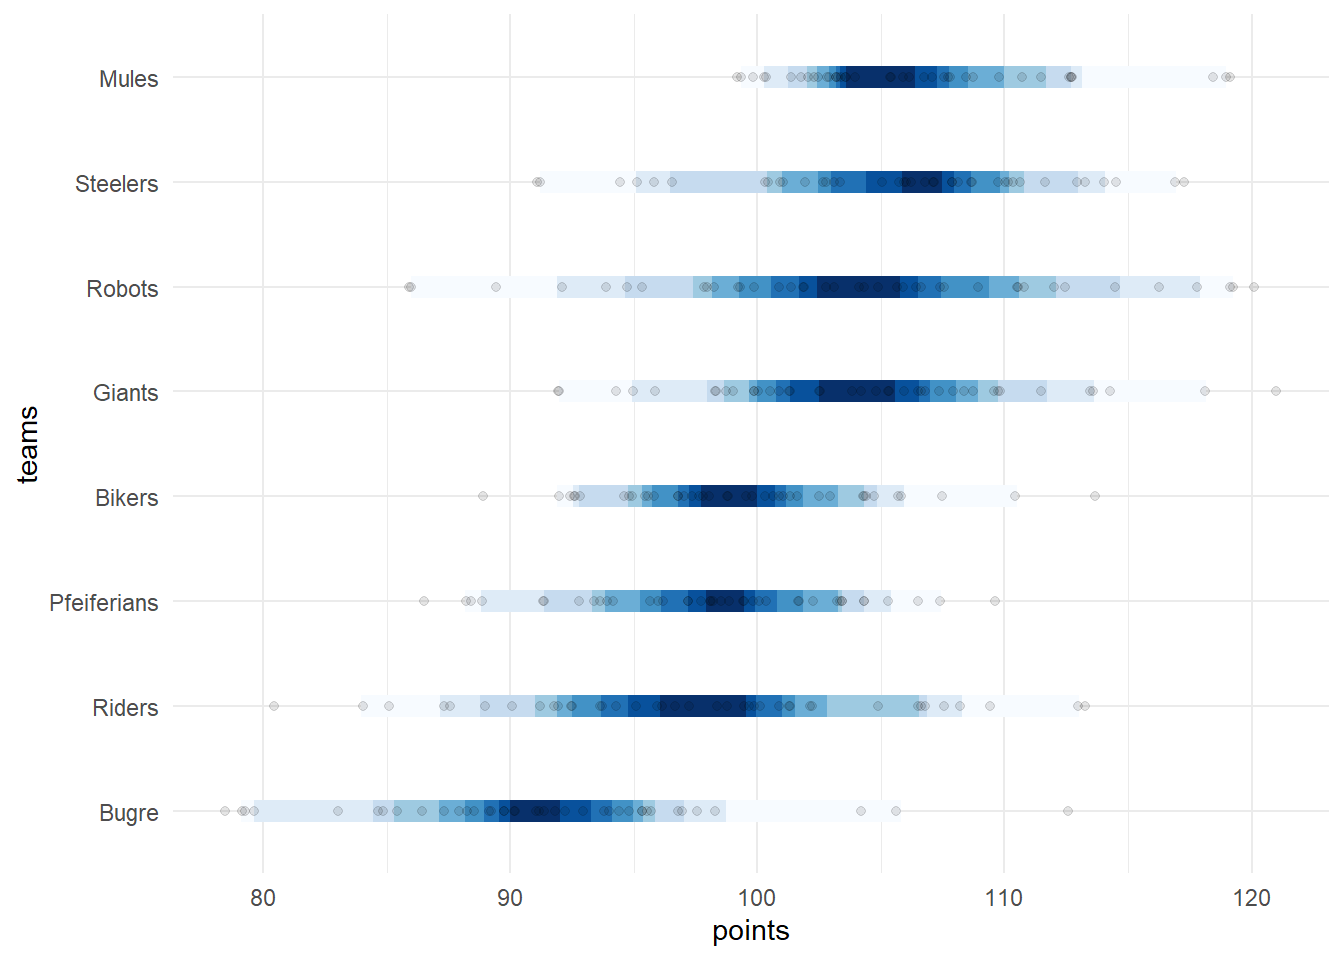 Mules
Steelers
Robots
Giants
Bikers
Pfeiferians
Riders
Bugre
teams
80 90 100 110 120
points